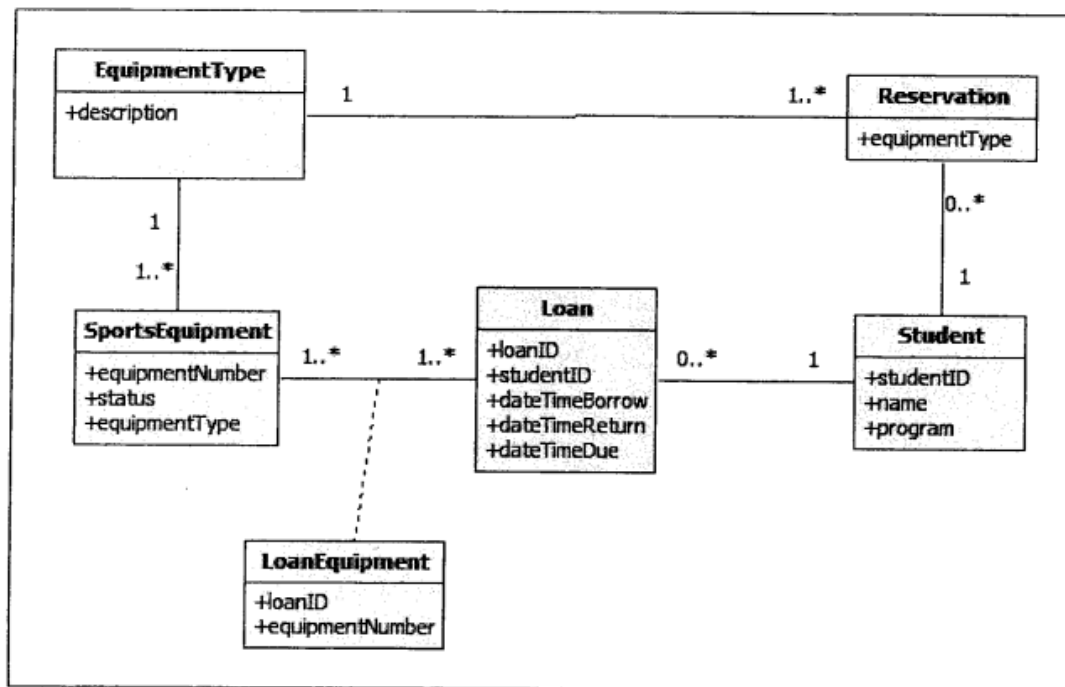 EquipmentType
+description
1
1..*
Reservation
+equipmentType
1
0..*
1..*
1
SportsEquipment
+equipmentNumber
+status
+equipmentType
1..*
1..*
Loan
+loanID
+studentID
+dateTimeBorrow
+dateTimeReturn
+dateTimeDue
0..*
1
Student
+studentID
+name
+program
LoanEquipment
+loanID
+equipmentNumber